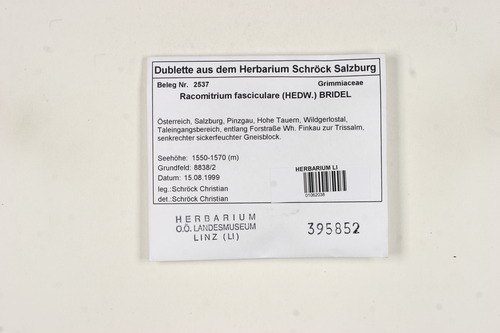 Dublette aus dem Herbarium Schröck Salzburg
Beleg Nr. 2537 Grimmiaceae
Racomitrium fasciculare (HEDW.) BRIDEL
Österreich, Salzburg, Pinzgau, Hohe Tauern, Wildgerlostal,
Taleingangsbereich, entlang Forstraße Wh. Finkau zur Trissalm,
senkrechter sickerfeuchter Gneisblock.
Seehöhe: 1550-1570 (m)
Grundfeld: 8838/2
Datum: 15.08.1999
leg.:Schröck Christian
det.:Schröck Christian
HERBARIUM LI
01062038
HERBARIUM
O.Ö. LANDESMUSEUM
LINZ (LI)
395852